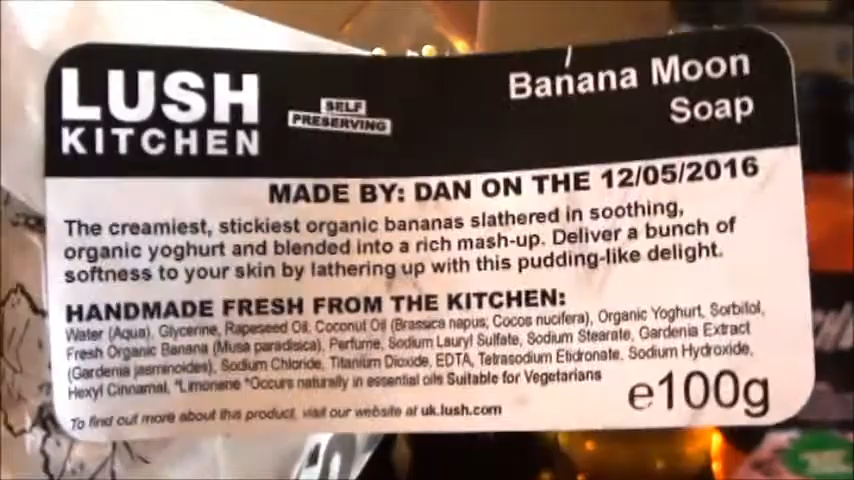 LUSH
KITCHEN
SELF
PRESERVING
Banana Moon
Soap
MADE BY: DAN ON THE 12/05/2016
The creamiest, stickiest organic bananas slathered in soothing,
organic yoghurt and blended into a rich mash-up. Deliver a bunch of
softness to your skin by lathering up with this pudding-like delight.
HANDMADE FRESH FROM THE KITCHEN:
Water (Aqua), Glycerine, Rapeseed Oil, Coconut Oil (Brassica napus; Cocos nucifera), Organic Yoghurt, Sorbitol,
Fresh Organic Banana (Musa paradisica), Perfume, Sodium Lauryl Sulfate, Sodium Stearate, Gardenia Extract
(Gardenia jasminoides), Sodium Chloride, Titanium Dioxide, EDTA, Tetrasodium Etidronate, Sodium Hydroxide,
Hexyl Cinnamal, *Limonene *Occurs naturally in essential oils Suitable for Vegetarians
e100g
To find out more about this product, visit our website at uk.lush.com